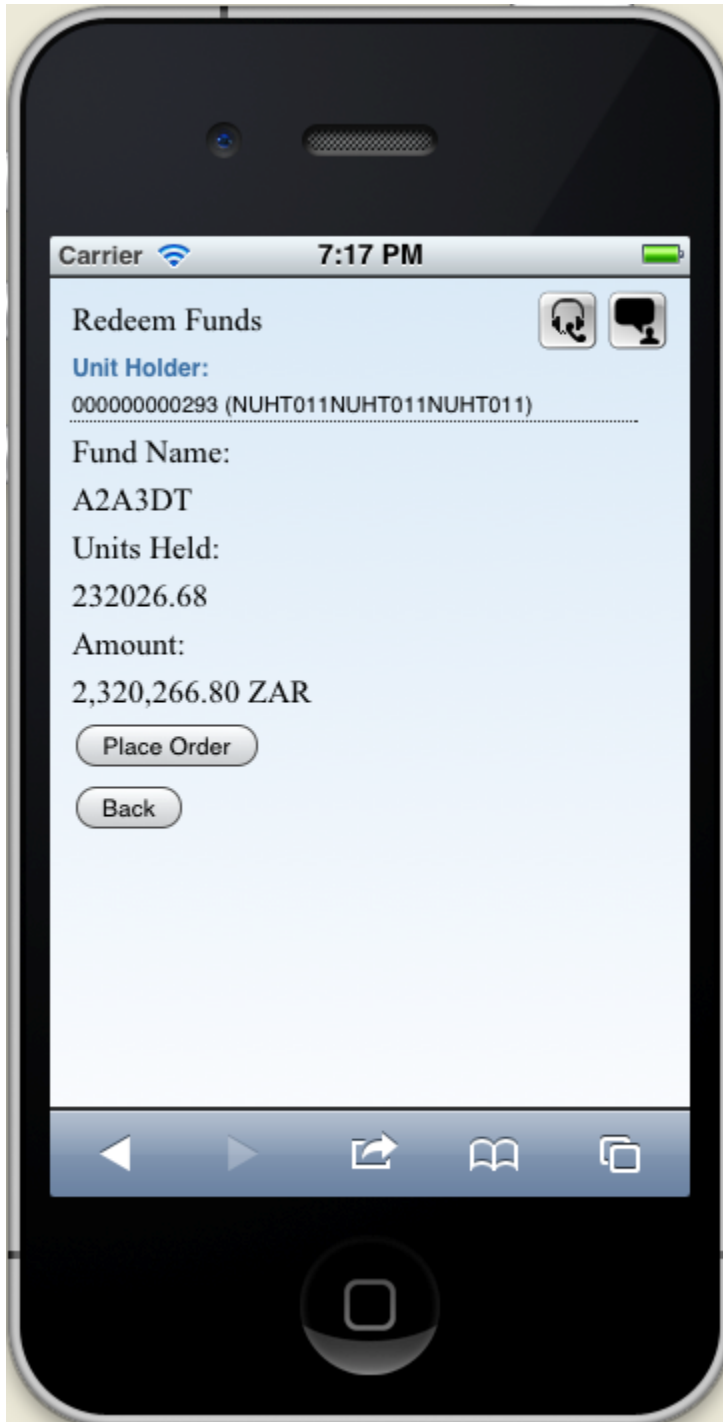 Carrier 7:17 PM
Redeem Funds
Unit Holder:
000000000293 (NUHT011NUHT011NUHT011)
Fund Name:
A2A3DT
Units Held:
232026.68
Amount:
2,320,266.80 ZAR
Place Order
Back